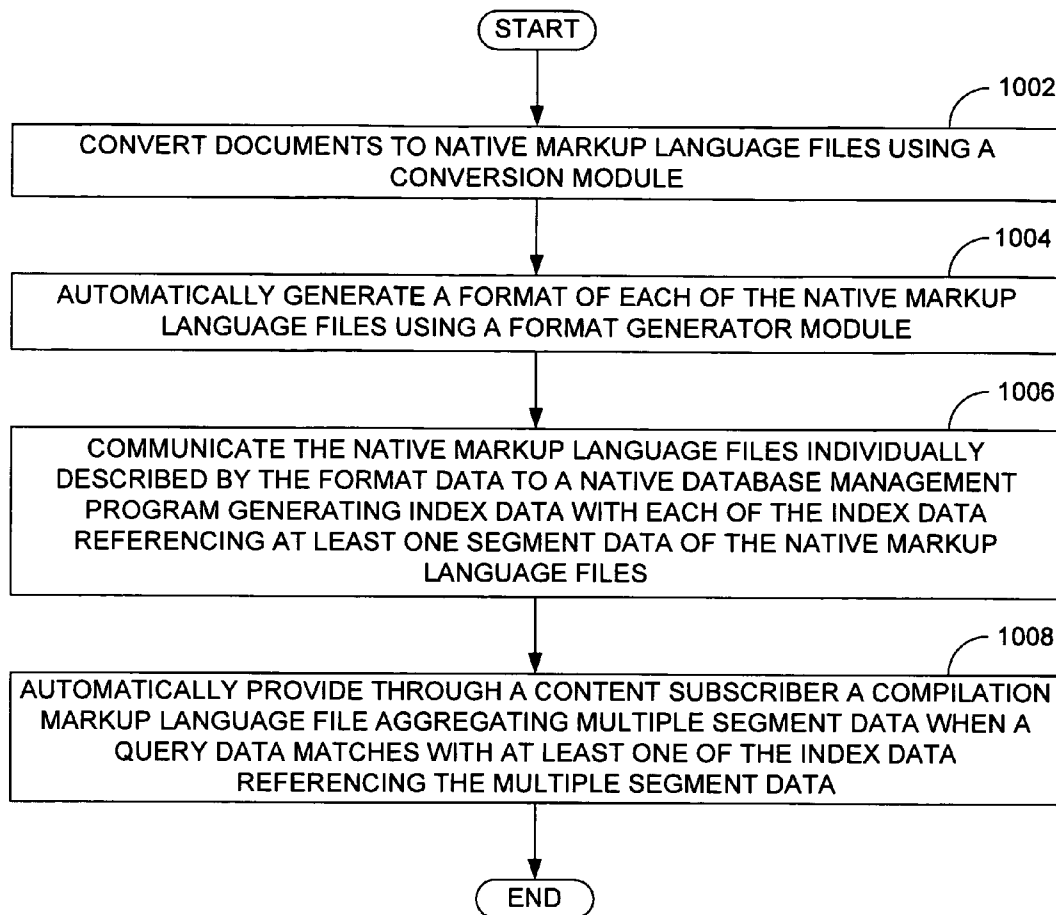 START
1002
CONVERT DOCUMENTS TO NATIVE MARKUP LANGUAGE FILES USING A
CONVERSION MODULE
1004
AUTOMATICALLY GENERATE A FORMAT OF EACH OF THE NATIVE MARKUP
LANGUAGE FILES USING A FORMAT GENERATOR MODULE
1006
COMMUNICATE THE NATIVE MARKUP LANGUAGE FILES INDIVIDUALLY
DESCRIBED BY THE FORMAT DATA TO A NATIVE DATABASE MANAGEMENT
PROGRAM GENERATING INDEX DATA WITH EACH OF THE INDEX DATA
REFERENCING AT LEAST ONE SEGMENT DATA OF THE NATIVE MARKUP
LANGUAGE FILES
1008
AUTOMATICALLY PROVIDE THROUGH A CONTENT SUBSCRIBER A COMPILATION
MARKUP LANGUAGE FILE AGGREGATING MULTIPLE SEGMENT DATA WHEN A
QUERY DATA MATCHES WITH AT LEAST ONE OF THE INDEX DATA
REFERENCING THE MULTIPLE SEGMENT DATA
END